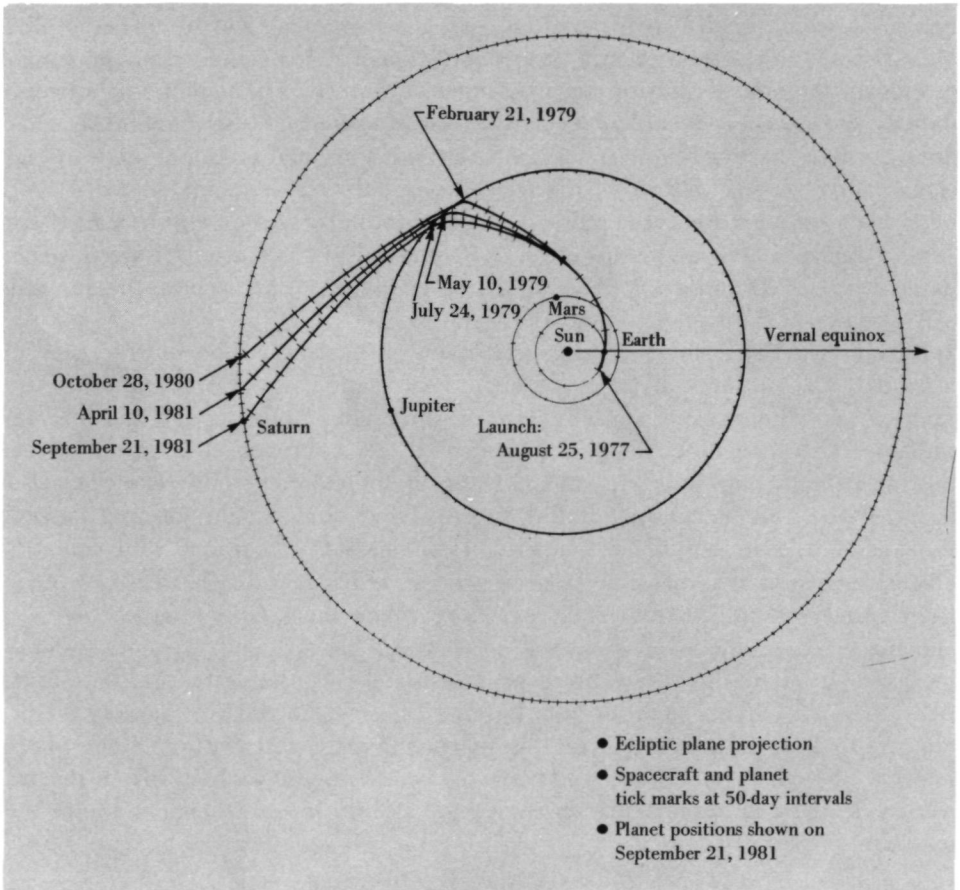 February 21, 1979
May 10, 1979
July 24, 1979
Mars
Sun
Earth
Vernal equinox
October 28, 1980
April 10, 1981
September 21, 1981
Saturn
Jupiter
Launch:
August 25, 1977
● Ecliptic plane projection
● Spacecraft and planet
tick marks at 50-day intervals
● Planet positions shown on
September 21, 1981